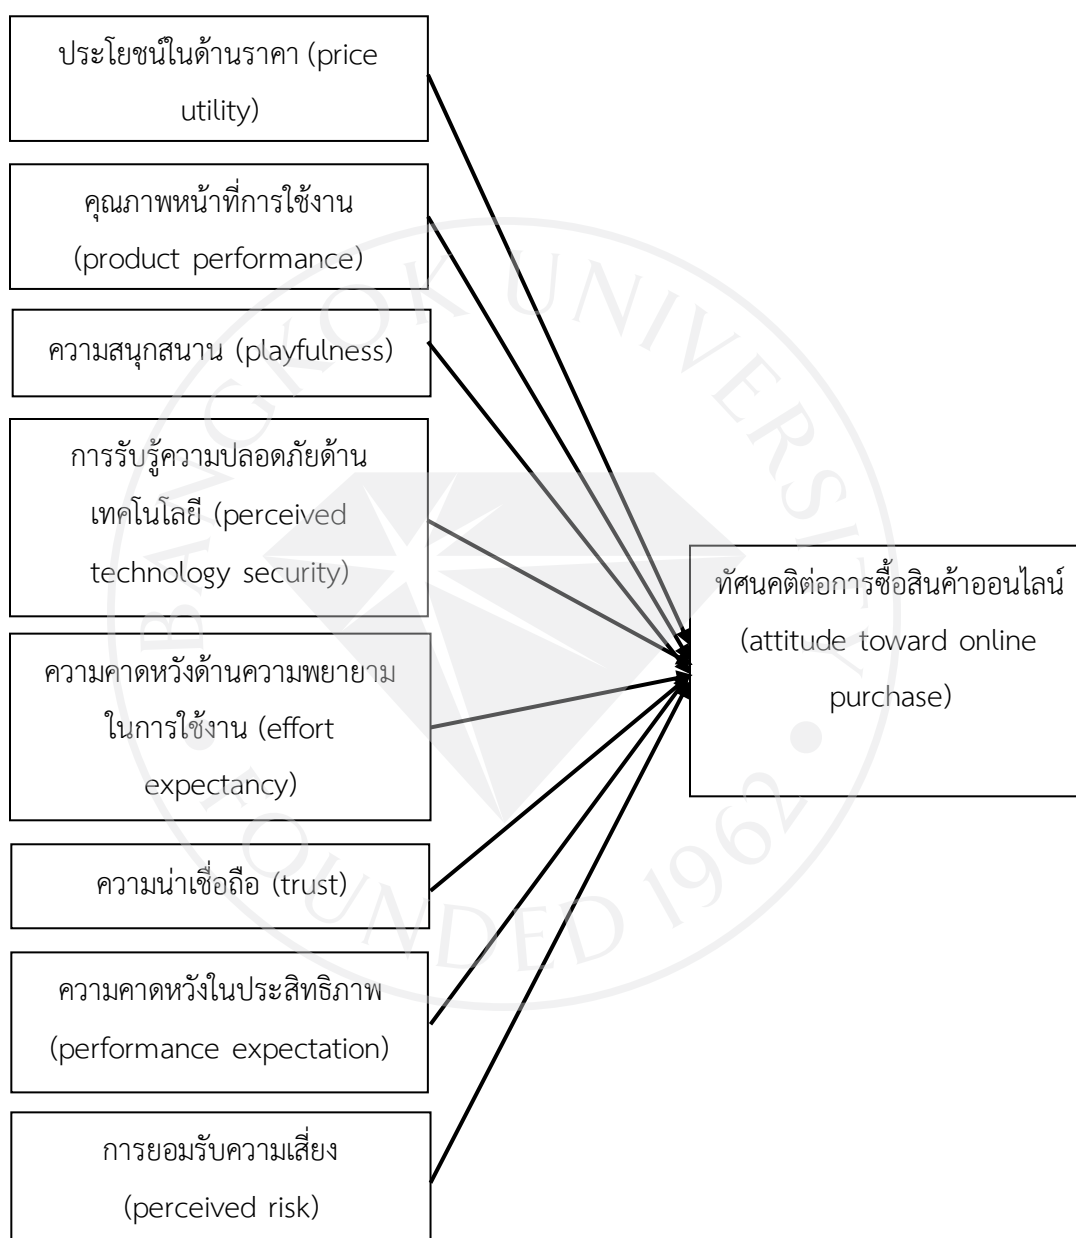 ประโยชน์ในด้านราคา (price
utility)
คุณภาพหน้าที่การใช้งาน
(product performance)
ความสนุกสนาน (playfulness)
การรับรู้ความปลอดภัยด้าน
เทคโนโลยี (perceived
technology security)
ความคาดหวังด้านความพยายาม
ในการใช้งาน (effort
expectancy)
ความน่าเชื่อถือ (trust)
ความคาดหวังในประสิทธิภาพ
(performance expectation)
การยอมรับความเสี่ยง
(perceived risk)
ทัศนคติต่อการซื้อสินค้าออนไลน์
(attitude toward online
purchase)
BANGKOK UNIVERSITY
FOUNDED 1962